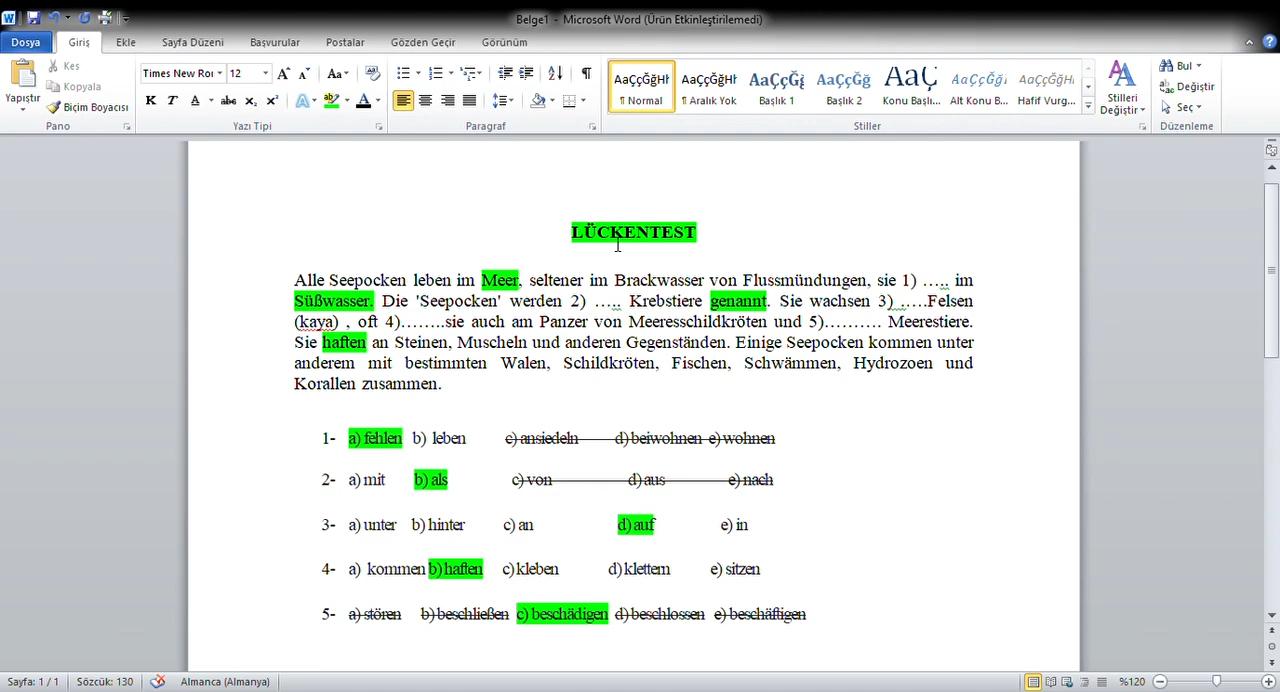 Belge1 - Microsoft Word (Ürün Etkinleştirilemedi)
Dosya Giriş Ekle Sayfa Düzeni Başvurular Postalar Gözden Geçir Görünüm
Yapıştır
Kes
Kopyala
Biçim Boyacısı
Pano
Times New Ror 12
Yazı Tipi
Paragraf
AaÇçĞğHł AaÇçĞğHł AaÇçĞğ AaÇçĞğ AaÇ AaÇçĞğı AaÇçĞğHł
¶ Normal ¶ Aralık Yok Başlık 1 Başlık 2 Konu Başlı... Alt Konu B... Hafif Vurg...
Stilleri Değiştir
Stiller
Bul
Değiştir
Seç
Düzenleme
LÜCKENTEST
Alle Seepocken leben im Meer, seltener im Brackwasser von Flussmündungen, sie 1) ….. im
Süßwasser. Die 'Seepocken' werden 2) ….. Krebstiere genannt. Sie wachsen 3) …..Felsen
(kaya) , oft 4)……..sie auch am Panzer von Meeresschildkröten und 5)………. Meerestiere.
Sie haften an Steinen, Muscheln und anderen Gegenständen. Einige Seepocken kommen unter
anderem mit bestimmten Walen, Schildkröten, Fischen, Schwämmen, Hydrozoen und
Korallen zusammen.
1- a) fehlen b) leben c) ansiedeln d) beiwohnen e) wohnen
2- a) mit b) als c) von d) aus e) nach
3- a) unter b) hinter c) an d) auf e) in
4- a) kommen b) haften c) kleben d) klettern e) sitzen
5- a) stören b) beschließen c) beschädigen d) beschlossen e) beschäftigen
Sayfa: 1 / 1 Sözcük: 130 Almanca (Almanya) %120